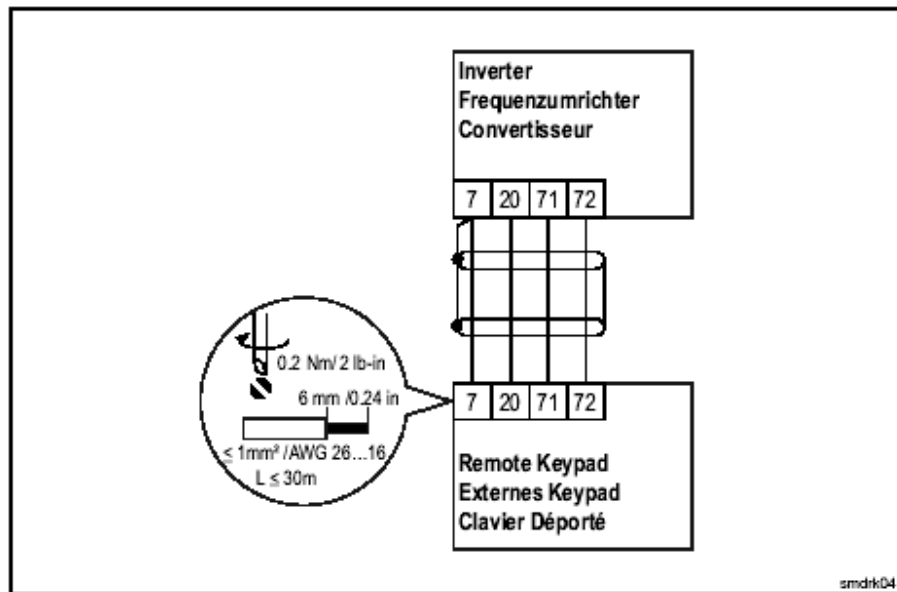 Inverter
Frequenzumrichter
Convertisseur
7 20 71 72
0.2 Nm/ 2 lb-in
6 mm /0.24 in
≤ 1mm² /AWG 26...16
L ≤ 30m
7 20 71 72
Remote Keypad
Externes Keypad
Clavier Déporté
smdrk04